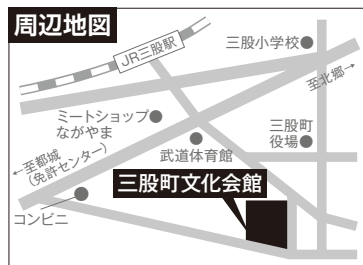 周辺地図
JR三股駅
三股小学校
至北郷
ミートショップ
ながやま
武道体育館
三股町
役場
至都城
(免許センター)
三股町文化会館
コンビニ